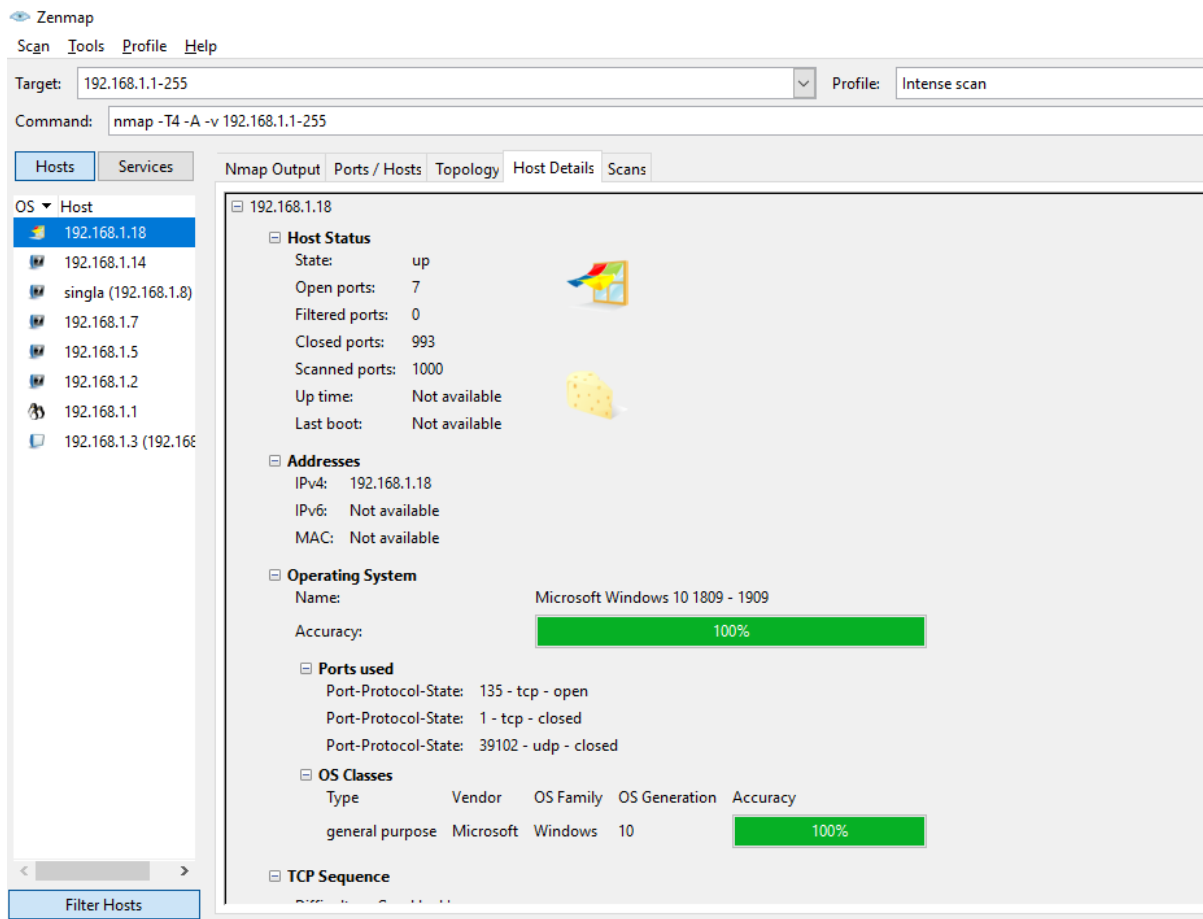 Zenmap
Scan Tools Profile Help
Target: 192.168.1.1-255 Profile: Intense scan
Command: nmap -T4 -A -v 192.168.1.1-255
Hosts Services
Nmap Output Ports / Hosts Topology Host Details Scans
OS Host
192.168.1.18
192.168.1.14
singla (192.168.1.8)
192.168.1.7
192.168.1.5
192.168.1.2
192.168.1.1
192.168.1.3 (192.168
Filter Hosts
192.168.1.18
Host Status
State: up
Open ports: 7
Filtered ports: 0
Closed ports: 993
Scanned ports: 1000
Up time: Not available
Last boot: Not available
Addresses
IPv4: 192.168.1.18
IPv6: Not available
MAC: Not available
Operating System
Name: Microsoft Windows 10 1809 - 1909
Accuracy: 100%
Ports used
Port-Protocol-State: 135 - tcp - open
Port-Protocol-State: 1 - tcp - closed
Port-Protocol-State: 39102 - udp - closed
OS Classes
Type Vendor OS Family OS Generation Accuracy
general purpose Microsoft Windows 10 100%
TCP Sequence